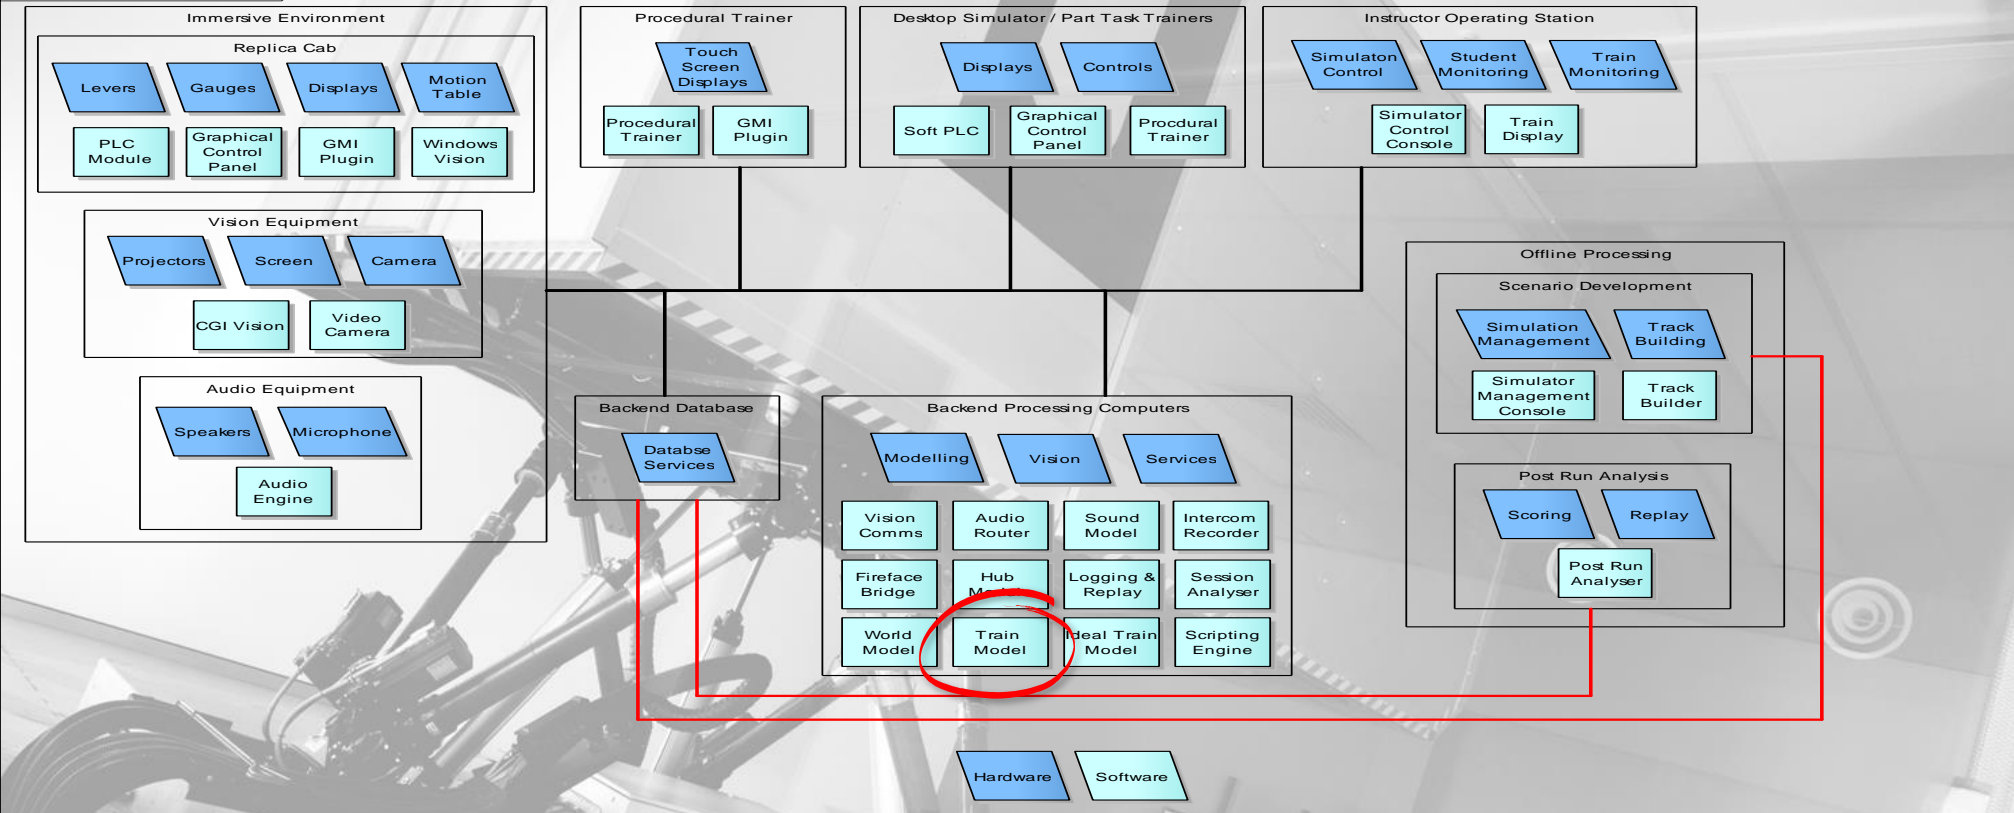 Immersive Environment
Replica Cab
Levers
Gauges
Displays
Motion
Table
PLC
Module
Graphical
Control
Panel
GMI
Plugin
Windows
Vision
Vision Equipment
Projectors
Screen
Camera
CGI Vision
Video
Camera
Audio Equipment
Speakers
Microphone
Audio
Engine
Procedural Trainer
Touch
Screen
Displays
Procedural
Trainer
GMI
Plugin
Desktop Simulator / Part Task Trainers
Displays
Controls
Soft PLC
Graphical
Control
Panel
Procdural
Trainer
Instructor Operating Station
Simulaton
Control
Student
Monitoring
Train
Monitoring
Simulator
Control
Console
Train
Display
Backend Database
Databse
Services
Backend Processing Computers
Modelling
Vision
Services
Vision
Comms
Audio
Router
Sound
Model
Intercom
Recorder
Fireface
Bridge
Hub
Model
Logging &
Replay
Session
Analyser
World
Model
Train
Model
Ideal Train
Model
Scripting
Engine
Offline Processing
Scenario Development
Simulation
Management
Track
Building
Simulator
Management
Console
Track
Builder
Post Run Analysis
Scoring
Replay
Post Run
Analyser
Hardware
Software